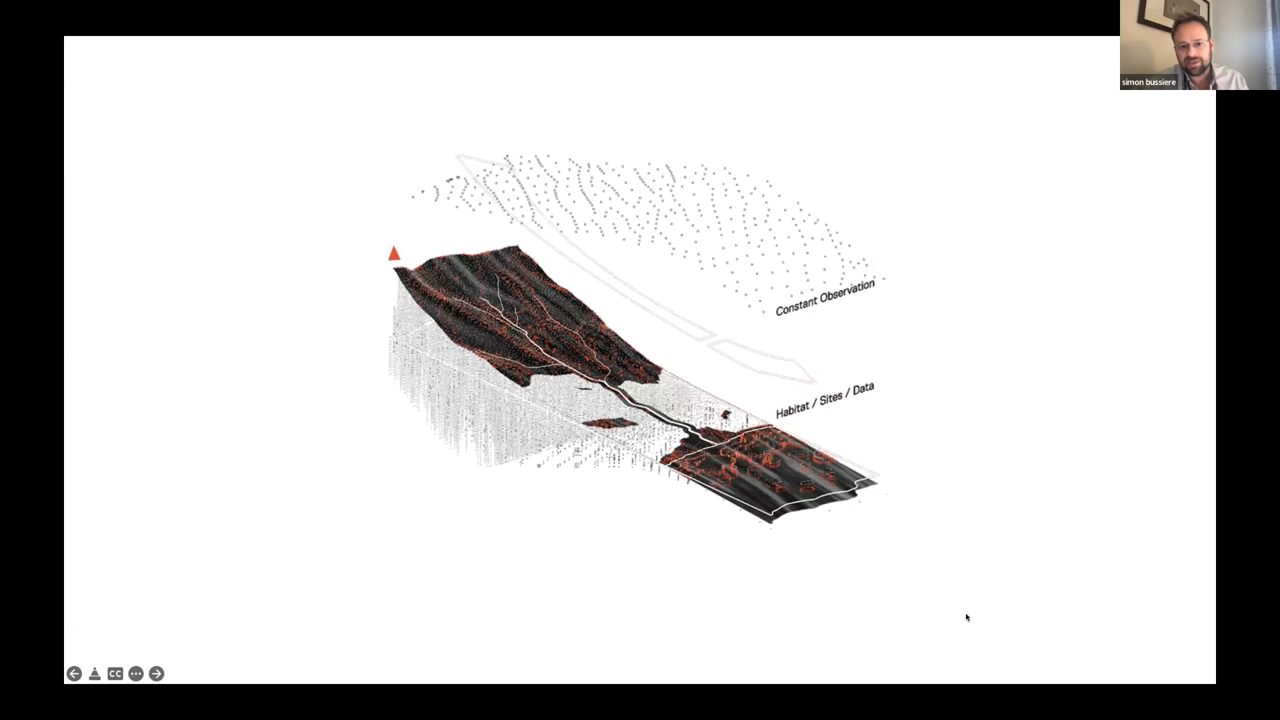 simon bussiere
Constant Observation
Habitat / Sites / Data
CC